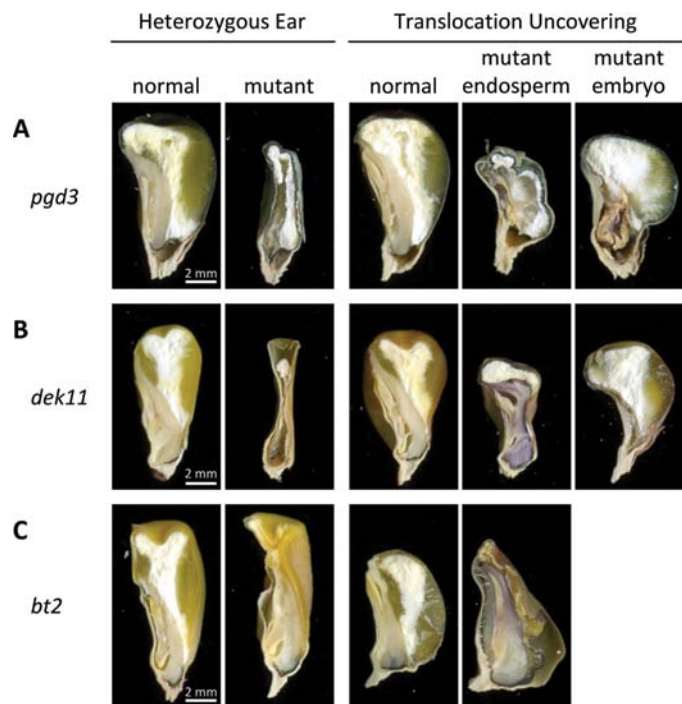 Heterozygous Ear
Translocation Uncovering
normal
mutant
normal
mutant
endosperm
mutant
embryo
A
pgd3
2 mm
B
dek11
2 mm
C
bt2
2 mm